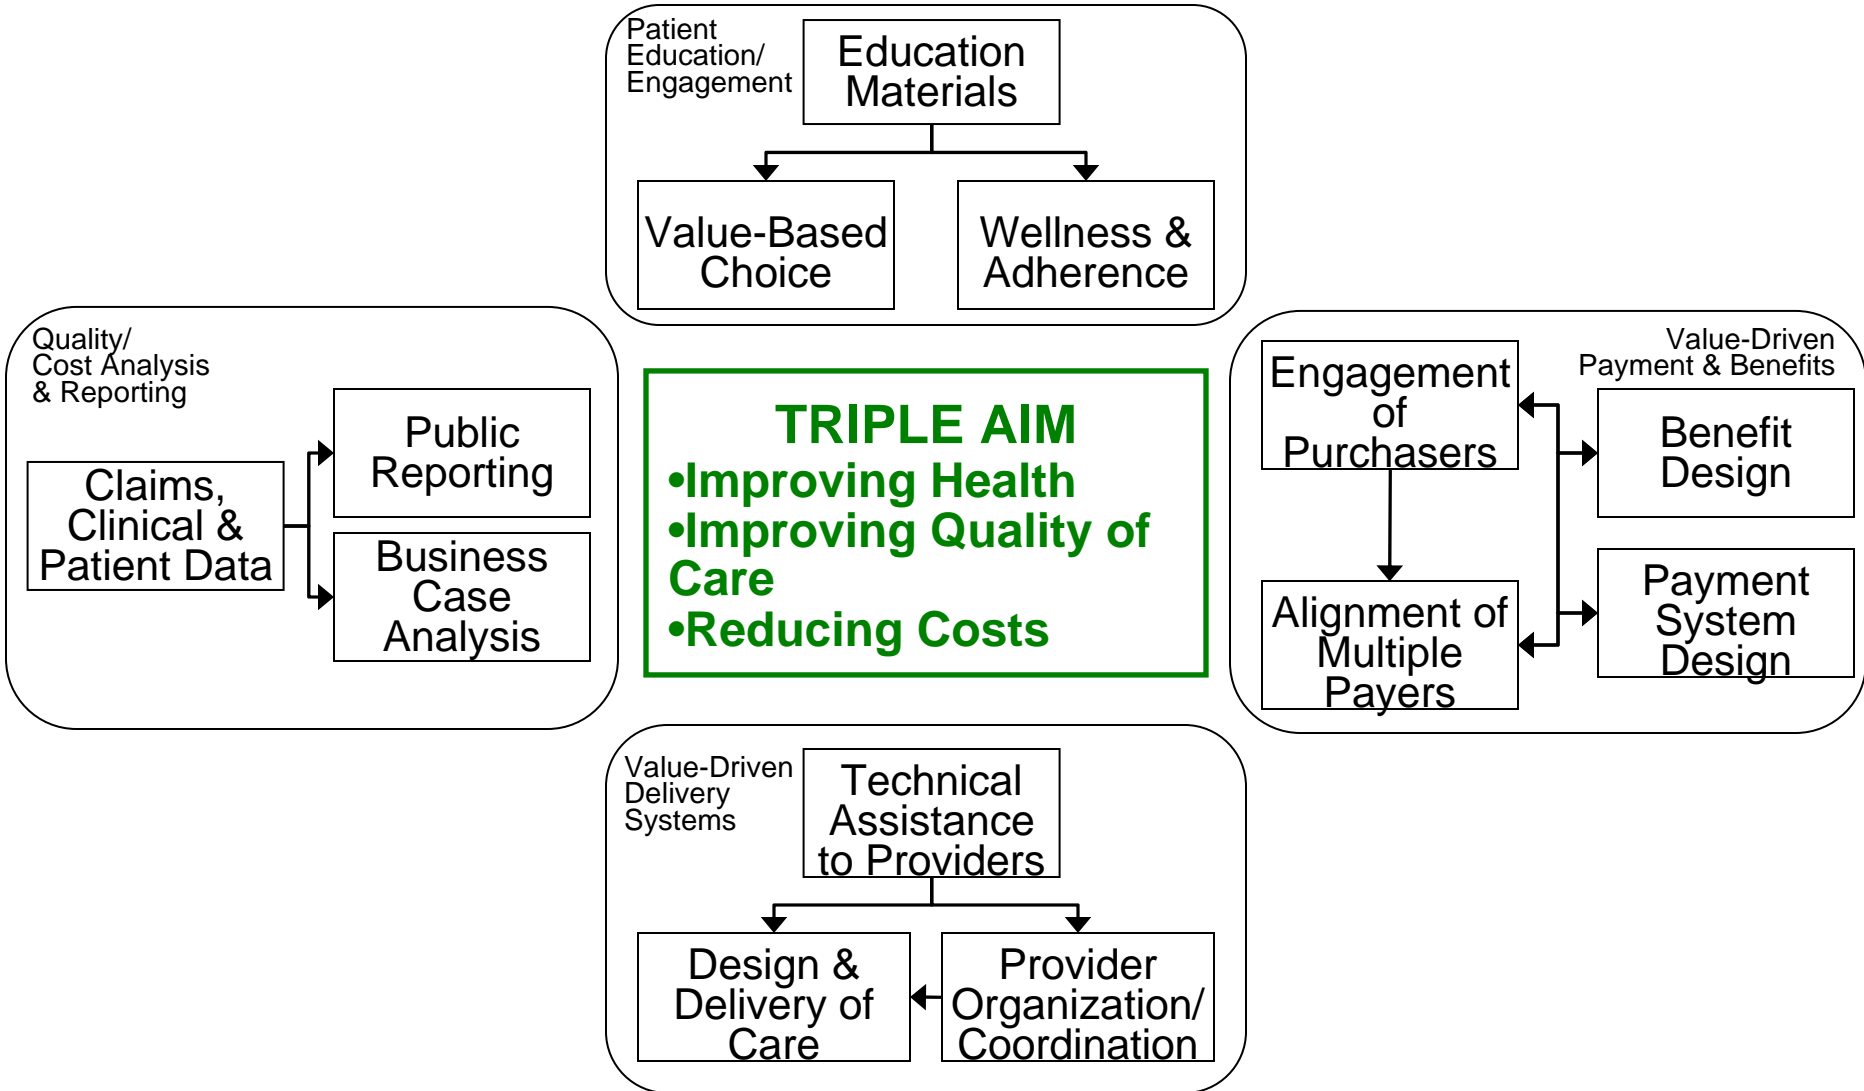 Patient
Education/
Engagement
Education
Materials
Value-Based
Choice
Wellness &
Adherence
Quality/
Cost Analysis
& Reporting
Claims,
Clinical &
Patient Data
Public
Reporting
Business
Case
Analysis
TRIPLE AIM
•Improving Health
•Improving Quality of
Care
•Reducing Costs
Value-Driven
Payment & Benefits
Engagement
of
Purchasers
Benefit
Design
Alignment of
Multiple
Payers
Payment
System
Design
Value-Driven
Delivery
Systems
Technical
Assistance
to Providers
Design &
Delivery of
Care
Provider
Organization/
Coordination